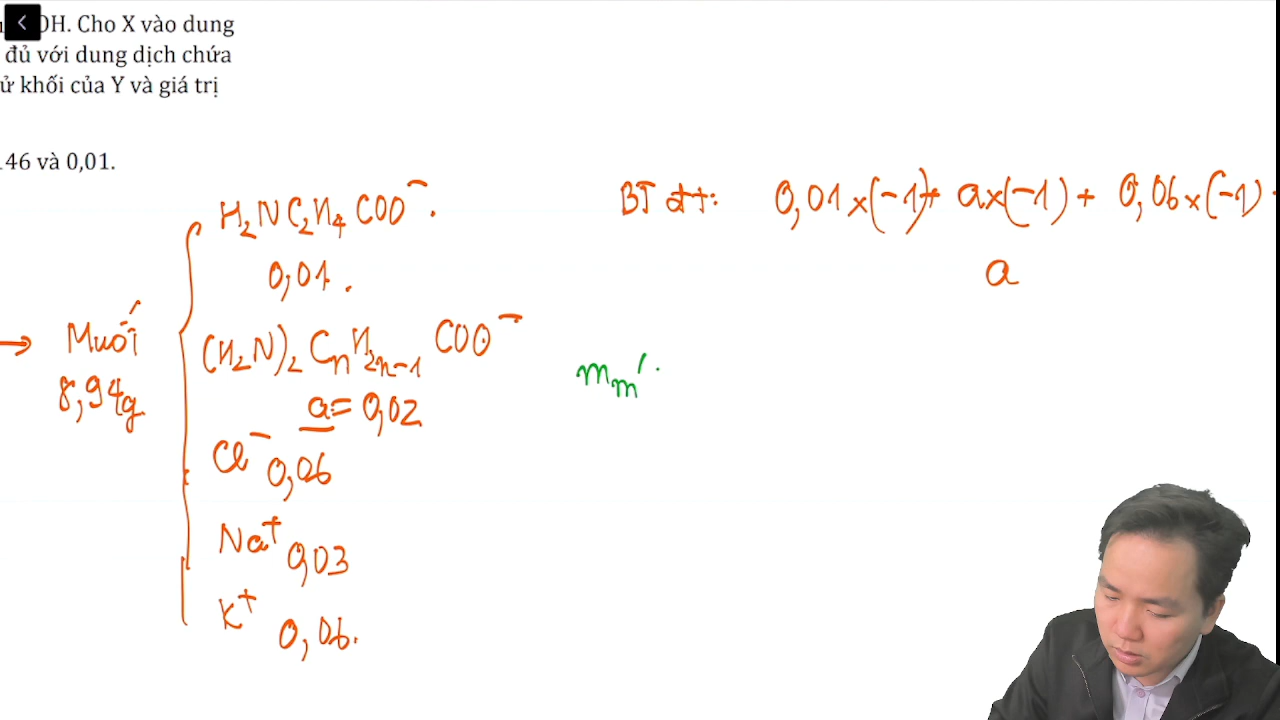 OH. Cho X vào dung
đủ với dung dịch chứa
ử khối của Y và giá trị
46 và 0,01.
H₂NC₂H₄COO⁻.
0,01.
→ Muối
8,94g
(H₂N)₂CₙH₂ₙ₋₁COO⁻
a = 0,02
Cl⁻ 0,06
Na⁺ 0,03
K⁺ 0,06.
BT đt: 0,01×(-1)+ a×(-1)+ 0,06×(-1)
a
mₘ'